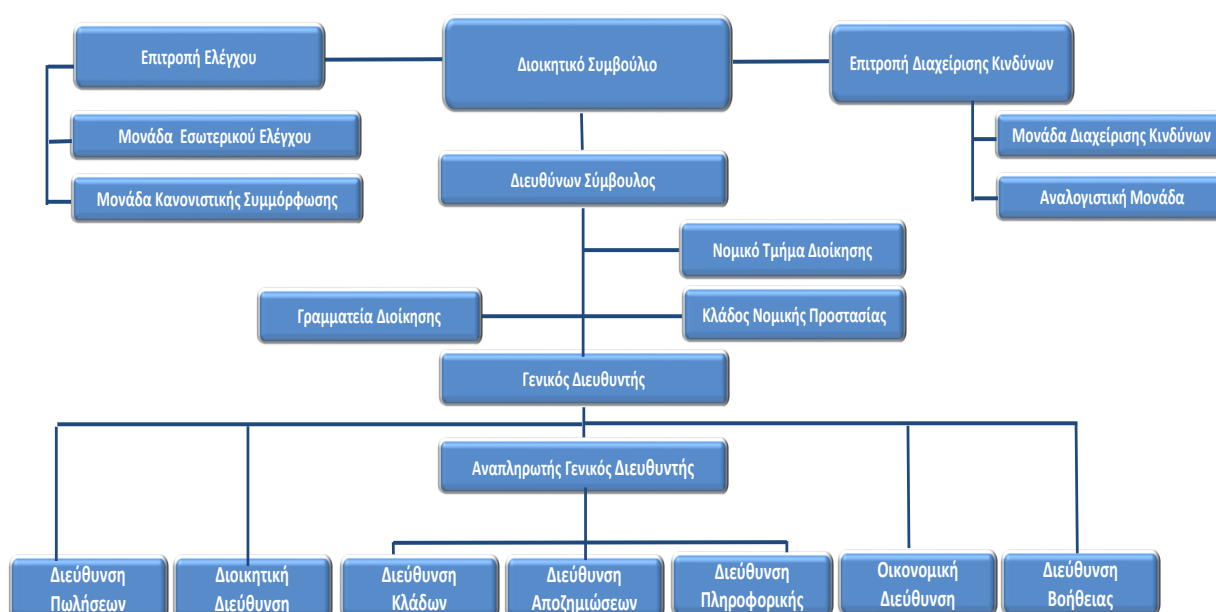 Επιτροπή Ελέγχου
Διοικητικό Συμβούλιο
Επιτροπή Διαχείρισης Κινδύνων
Μονάδα Εσωτερικού Ελέγχου
Μονάδα Διαχείρισης Κινδύνων
Μονάδα Κανονιστικής Συμμόρφωσης
Διευθύνων Σύμβουλος
Αναλογιστική Μονάδα
Νομικό Τμήμα Διοίκησης
Γραμματεία Διοίκησης
Κλάδος Νομικής Προστασίας
Γενικός Διευθυντής
Αναπληρωτής Γενικός Διευθυντής
Διεύθυνση
Πωλήσεων
Διοικητική
Διεύθυνση
Διεύθυνση
Κλάδων
Διεύθυνση
Αποζημιώσεων
Διεύθυνση
Πληροφορικής
Οικονομική
Διεύθυνση
Διεύθυνση
Βοήθειας